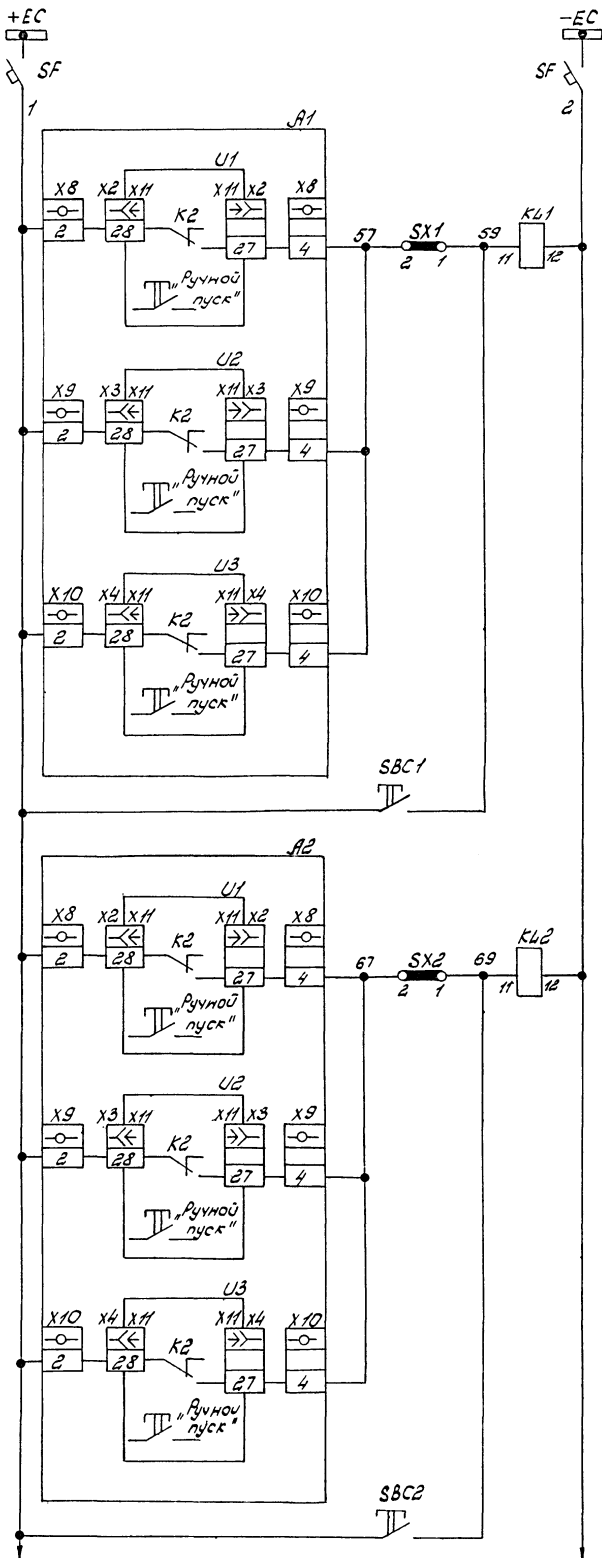 +EC –EC
SF SF
1 2
A1
U1
X8 X2 X11 X11 X2 X8
K2
2 28 27 4
57 SX1 59 KL1
2 1 11 12
„Ручной
пуск"
U2
X9 X3 X11 X11 X3 X9
K2
2 28 27 4
„Ручной
пуск"
U3
X10 X4 X11 X11 X4 X10
K2
2 28 27 4
„Ручной
пуск"
SBC1
A2
U1
X8 X2 X11 X11 X2 X8
K2
2 28 27 4
67 SX2 69 KL2
2 1 11 12
„Ручной
пуск"
U2
X9 X3 X11 X11 X3 X9
K2
2 28 27 4
„Ручной
пуск"
U3
X10 X4 X11 X11 X4 X10
K2
2 28 27 4
„Ручной
пуск"
SBC2